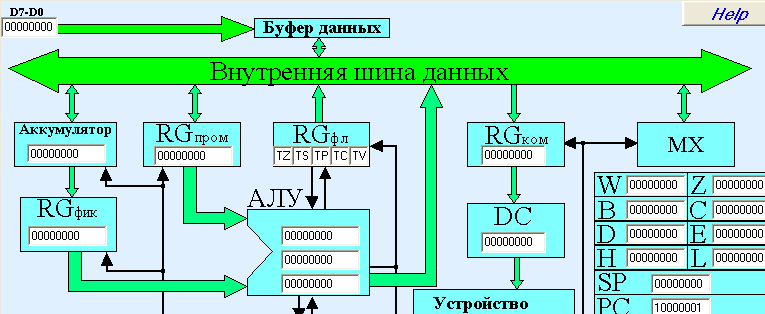 D7-D0
00000000
Буфер данных
Help
Внутренняя шина данных
Аккумулятор
00000000
RGпром
00000000
RGфл
TZ TS TP TC TV
RGком
00000000
MX
RGфик
00000000
АЛУ
00000000
00000000
00000000
DC
00000000
Устройство
W 00000000 Z 00000000
B 00000000 C 00000000
D 00000000 E 00000000
H 00000000 L 00000000
SP 00000000
PC 10000001